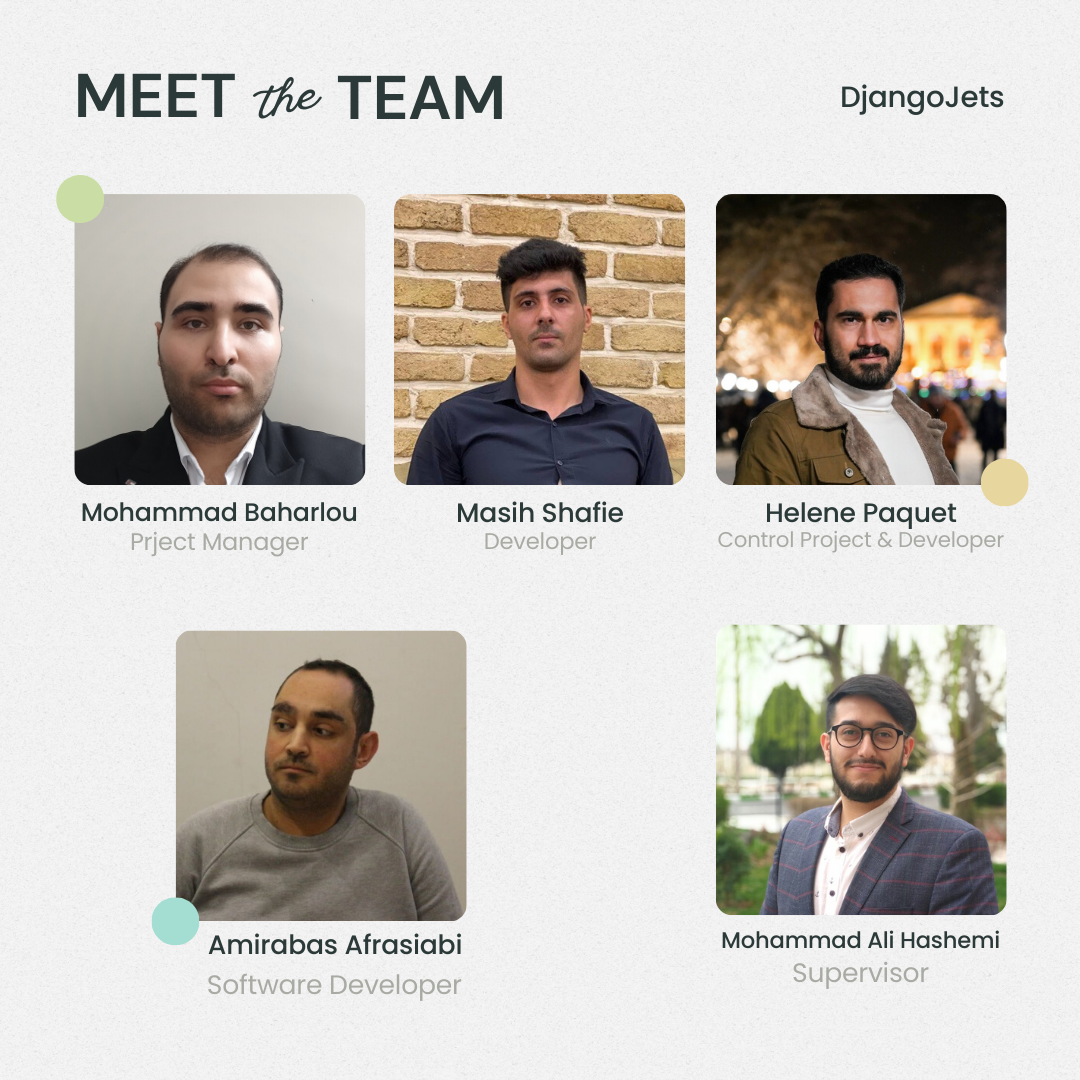 MEET the TEAM
DjangoJets
Mohammad Baharlou
Prject Manager
Masih Shafie
Developer
Helene Paquet
Control Project & Developer
Amirabas Afrasiabi
Software Developer
Mohammad Ali Hashemi
Supervisor